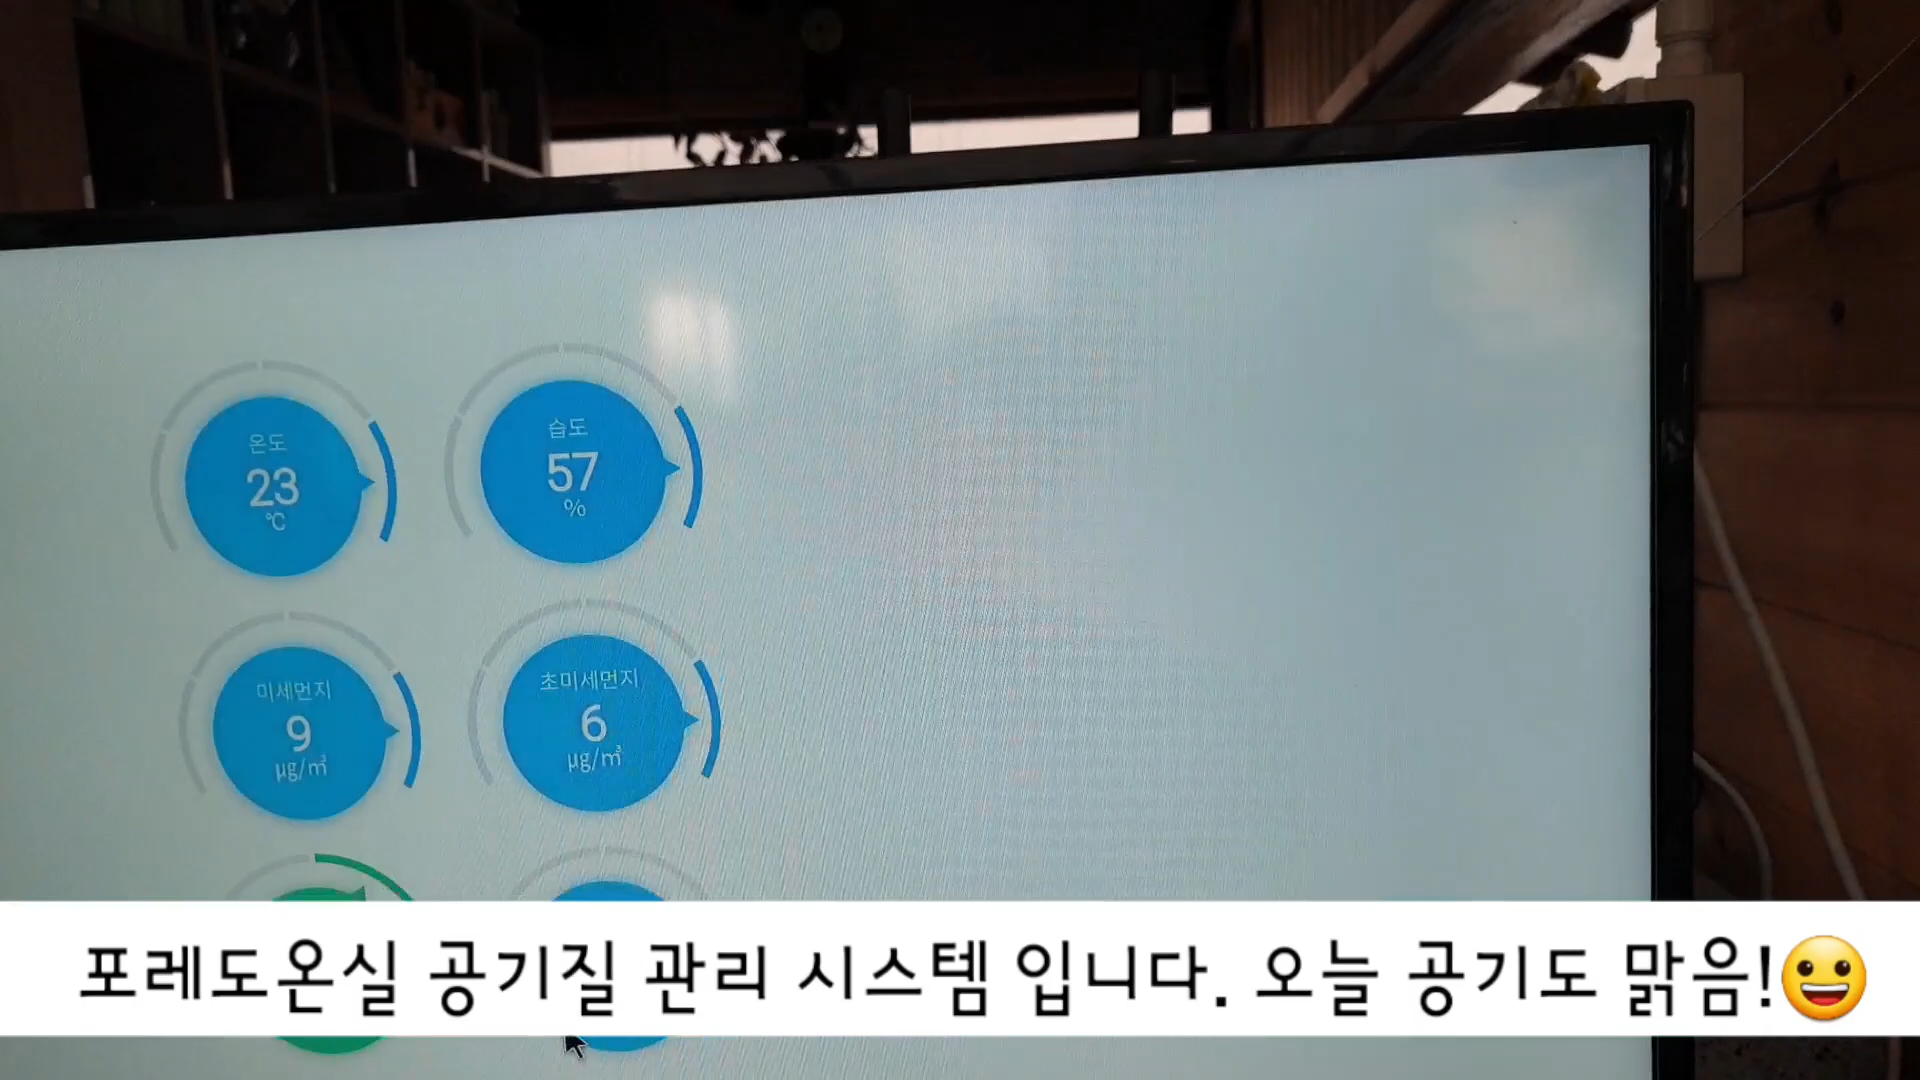 온도
23
℃
습도
57
%
미세먼지
9
㎍/㎥
초미세먼지
6
㎍/㎥
포레도온실 공기질 관리 시스템 입니다. 오늘 공기도 맑음!😀